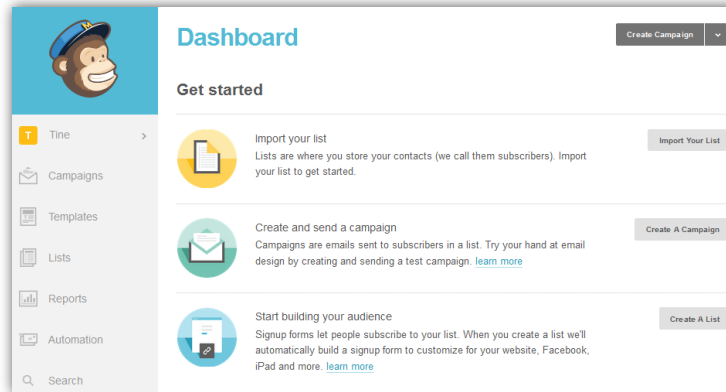 Dashboard
Create Campaign
Get started
T
Tine
Campaigns
Templates
Lists
Reports
Automation
Search
Import your list
Lists are where you store your contacts (we call them subscribers). Import
your list to get started.
Import Your List
Create and send a campaign
Campaigns are emails sent to subscribers in a list. Try your hand at email
design by creating and sending a test campaign. learn more
Create A Campaign
Start building your audience
Signup forms let people subscribe to your list. When you create a list we'll
automatically build a signup form to customize for your website, Facebook,
iPad and more. learn more
Create A List